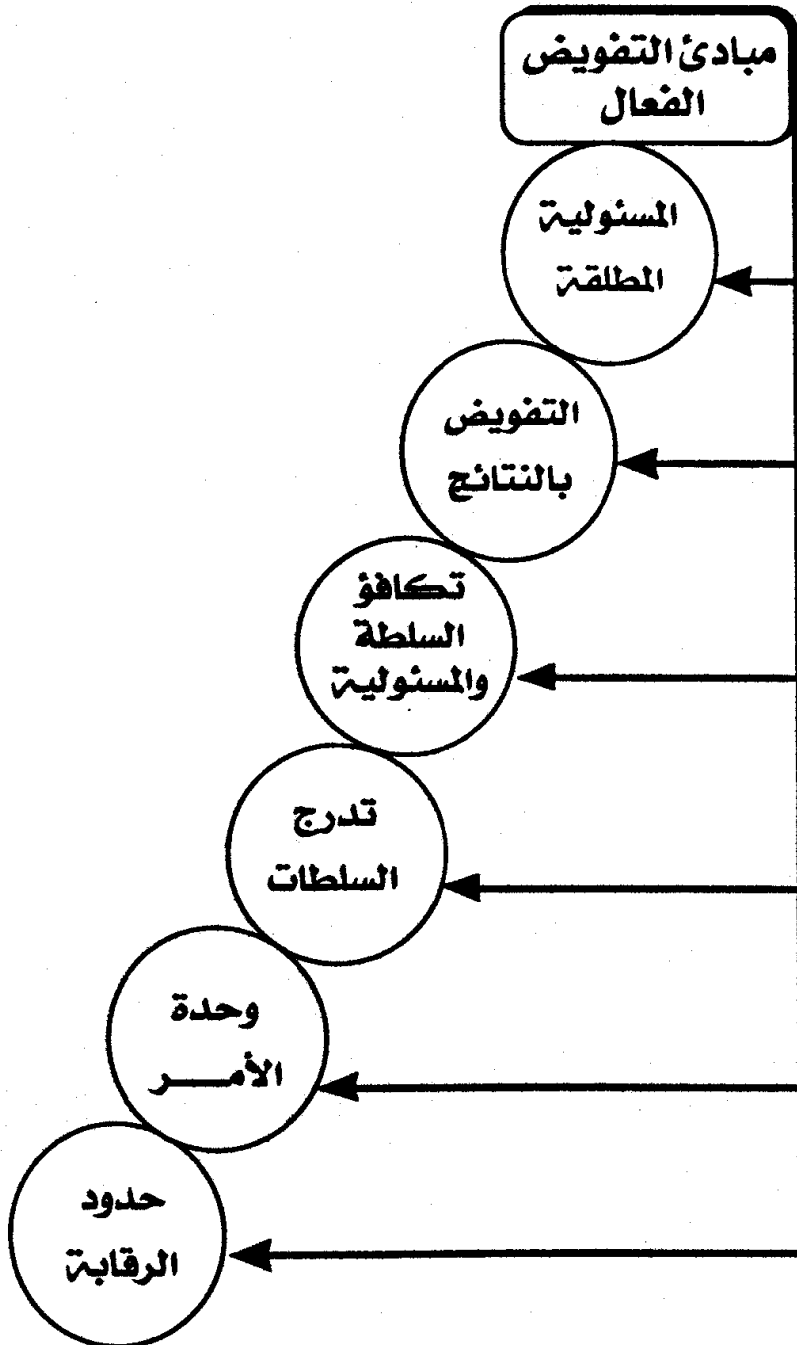 مبادئ التفويض
الفعال
المسئولية
المطلقة
التفويض
بالنتائج
تكافؤ
السلطة
والمسئولية
تدرج
السلطات
وحدة
الأمـــر
حدود
الرقابة